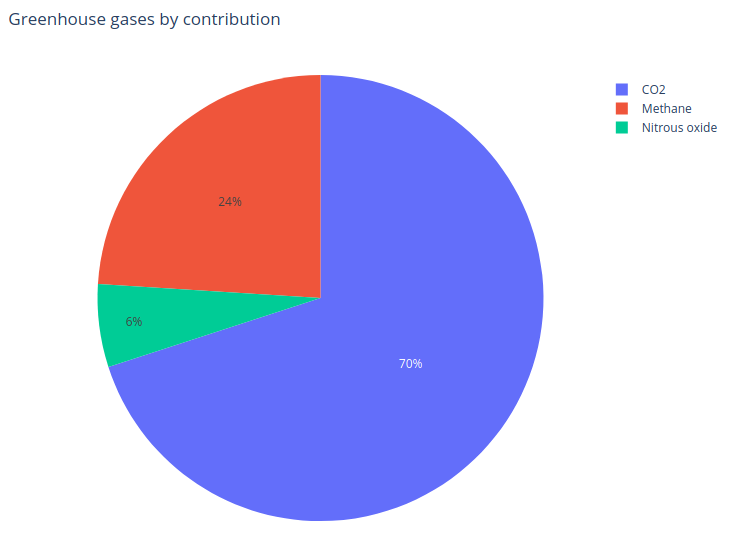 Greenhouse gases by contribution
CO2
Methane
Nitrous oxide
24%
6%
70%